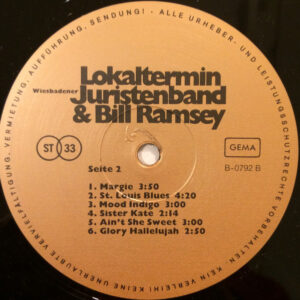 Lokaltermin
Wiesbadener
Juristenband
& Bill Ramsey
ST 33
GEMA
B-0792 B
Seite 2
1. Margie 3:50
2. St. Louis Blues 4:20
3. Mood Indigo 3:00
4. Sister Kate 2:14
5. Ain't She Sweet 3:00
6. Glory Hallelujah 2:50
ALLE URHEBER- UND LEISTUNGSSCHUTZRECHTE VORBEHALTEN. KEIN VERLEIH! KEINE UNERLAUBTE VERVIELFÄLTIGUNG, VERMIETUNG, AUFFÜHRUNG, SENDUNG! -